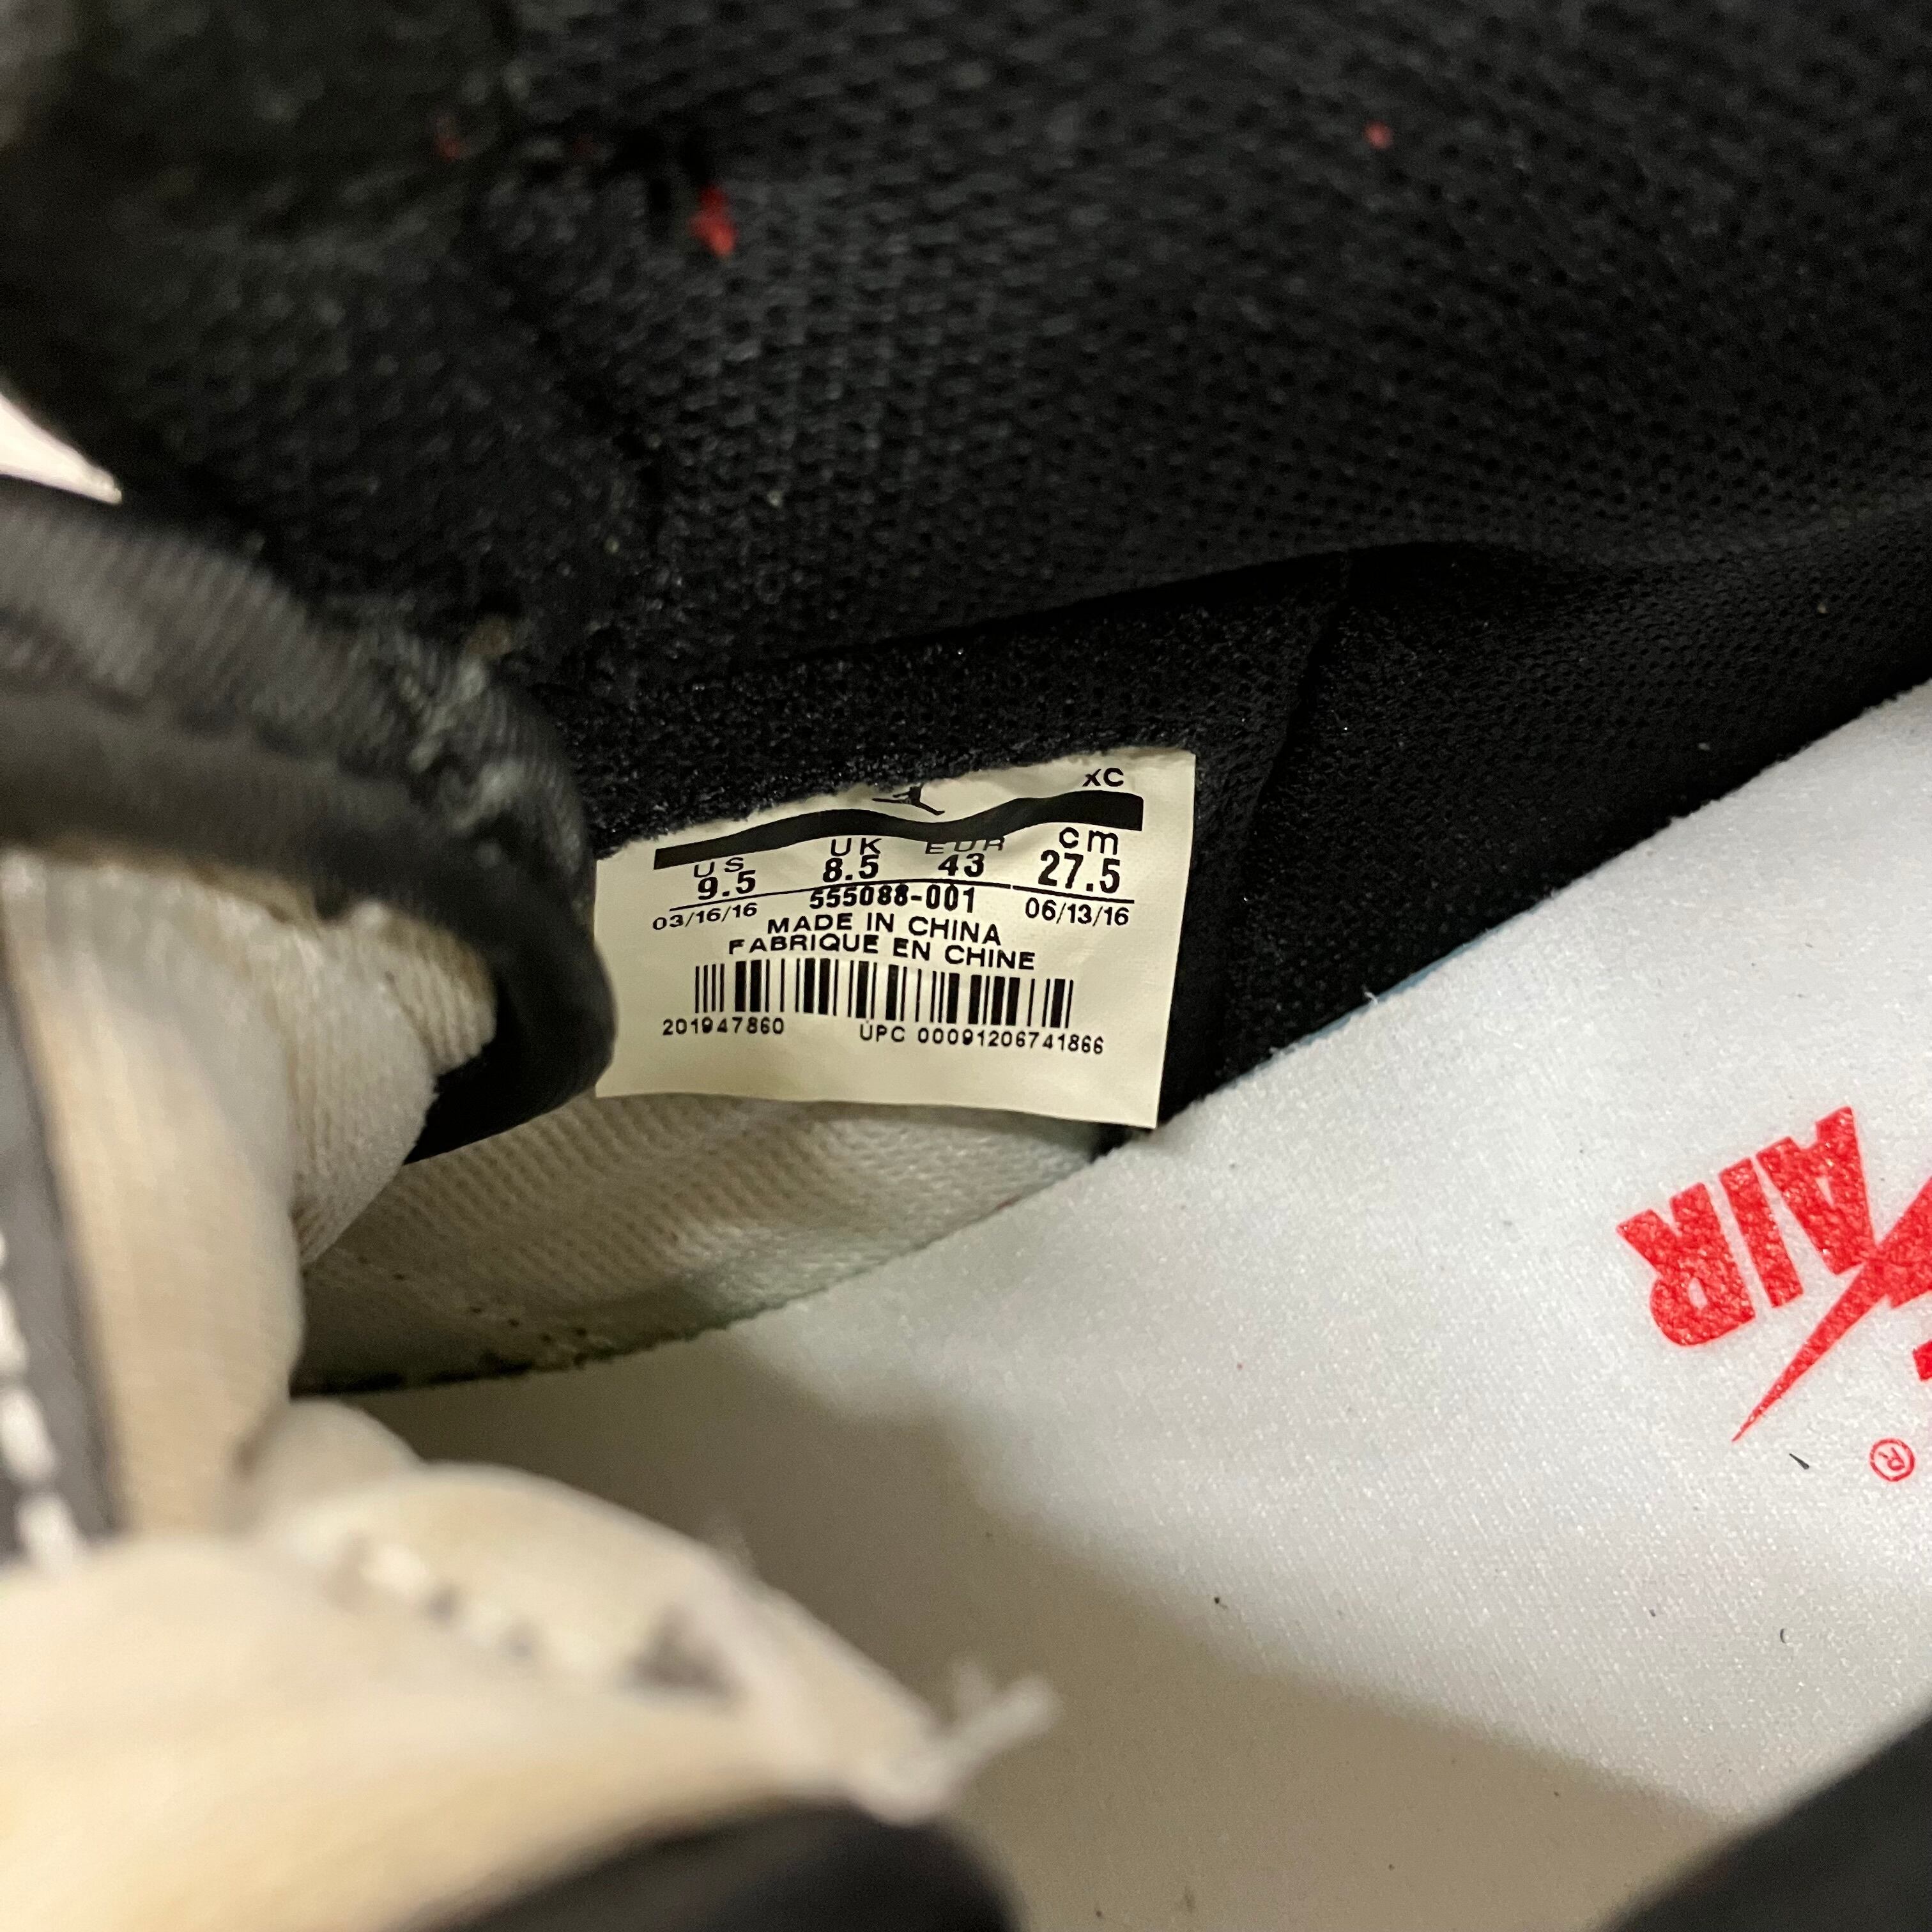 XC
US UK EUR cm
9.5 8.5 43 27.5
03/16/16 555088-001 06/13/16
MADE IN CHINA
FABRIQUE EN CHINE
201947860 UPC 00091206741866
AIR
®